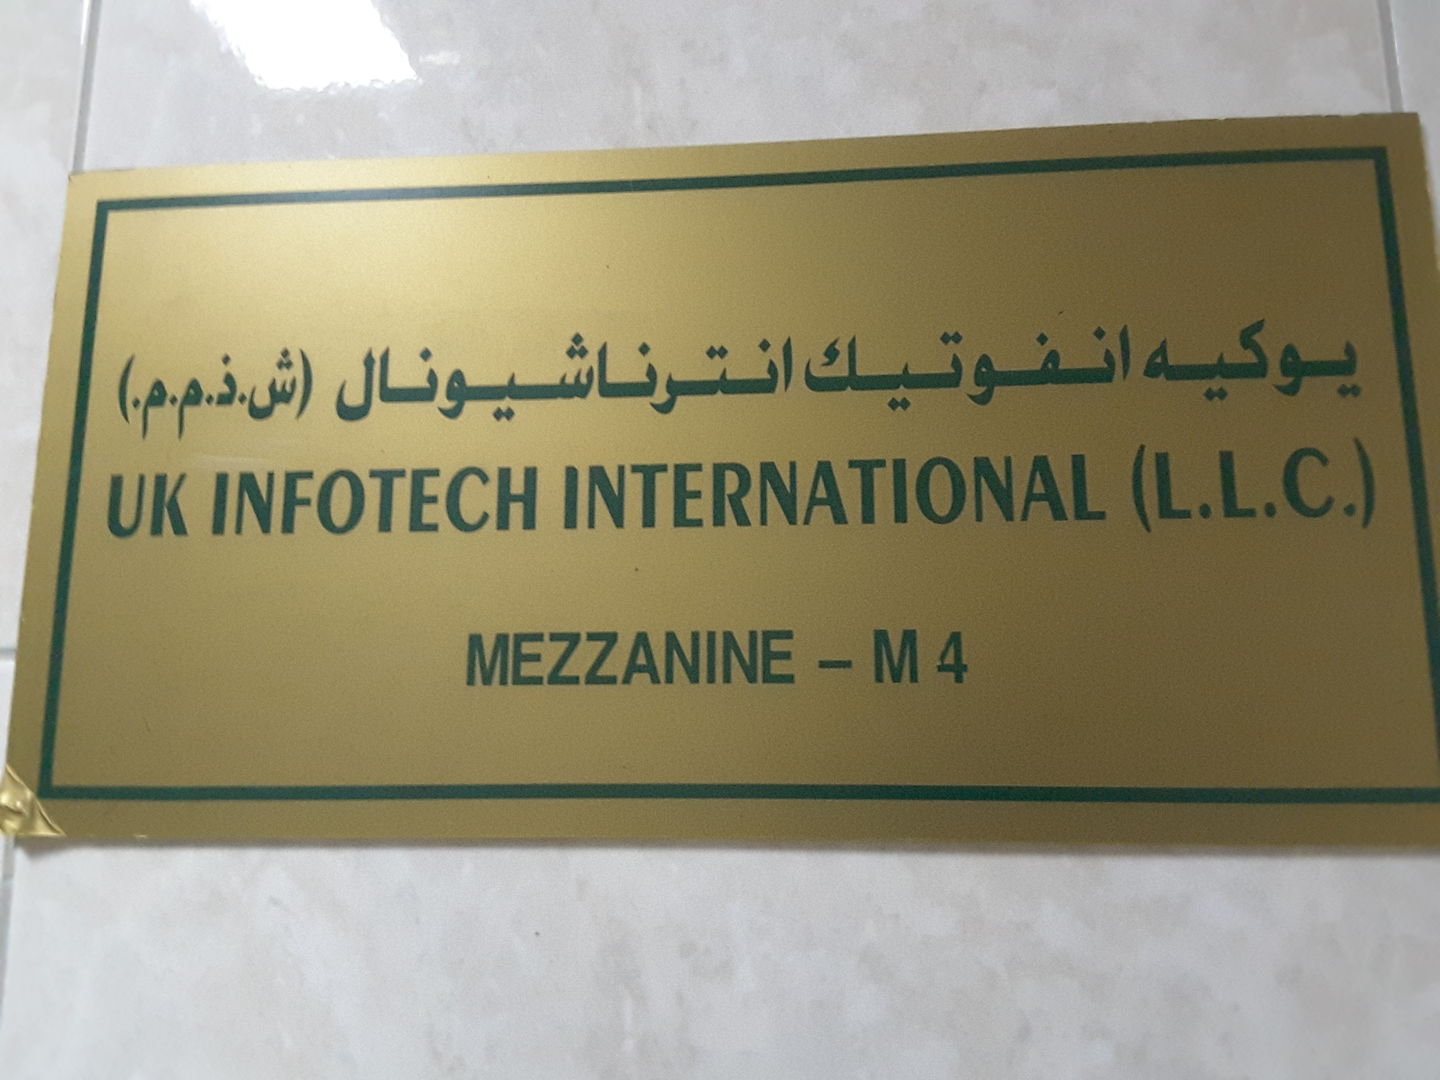 يوكيه انفوتيك انترناشيونال (ش.ذ.م.م.)
UK INFOTECH INTERNATIONAL (L.L.C.)
MEZZANINE – M 4